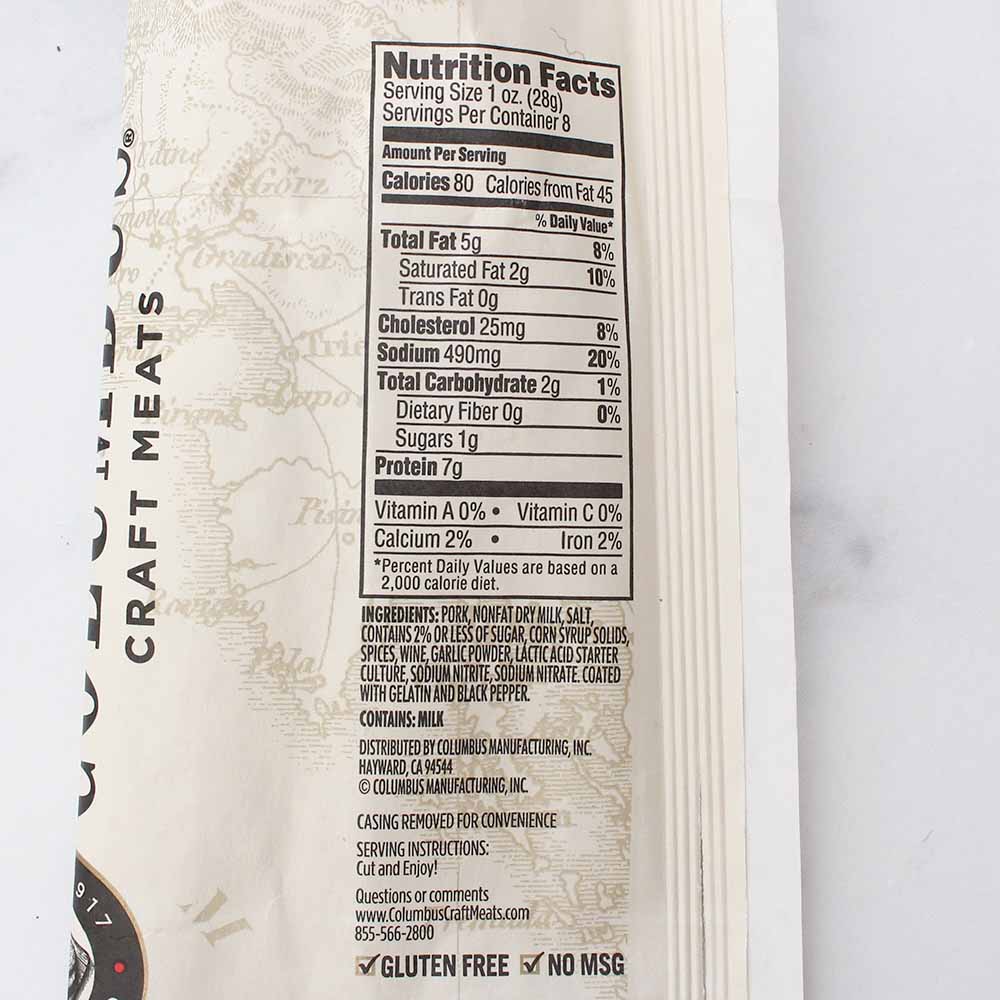 Nutrition Facts
Serving Size 1 oz. (28g)
Servings Per Container 8
Amount Per Serving
Calories 80 Calories from Fat 45
% Daily Value*
Total Fat 5g 8%
Saturated Fat 2g 10%
Trans Fat 0g
Cholesterol 25mg 8%
Sodium 490mg 20%
Total Carbohydrate 2g 1%
Dietary Fiber 0g 0%
Sugars 1g
Protein 7g
Vitamin A 0% • Vitamin C 0%
Calcium 2% • Iron 2%
*Percent Daily Values are based on a
2,000 calorie diet.
INGREDIENTS: PORK, NONFAT DRY MILK, SALT,
CONTAINS 2% OR LESS OF SUGAR, CORN SYRUP SOLIDS,
SPICES, WINE, GARLIC POWDER, LACTIC ACID STARTER
CULTURE, SODIUM NITRITE, SODIUM NITRATE. COATED
WITH GELATIN AND BLACK PEPPER.
CONTAINS: MILK
DISTRIBUTED BY COLUMBUS MANUFACTURING, INC.
HAYWARD, CA 94544
© COLUMBUS MANUFACTURING, INC.
CASING REMOVED FOR CONVENIENCE
SERVING INSTRUCTIONS:
Cut and Enjoy!
Questions or comments
www.ColumbusCraftMeats.com
855-566-2800
GLUTEN FREE NO MSG
COLUMBUS®
CRAFT MEATS
917
Görz
Gradisca
Rovigno
Pola